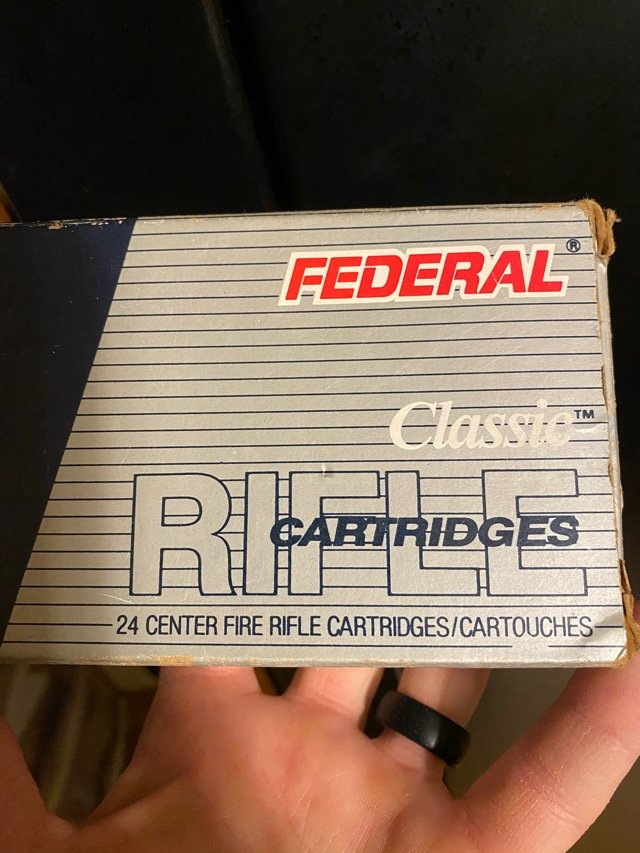 FEDERAL®
Classic™
RIFLE
CARTRIDGES
24 CENTER FIRE RIFLE CARTRIDGES/CARTOUCHES